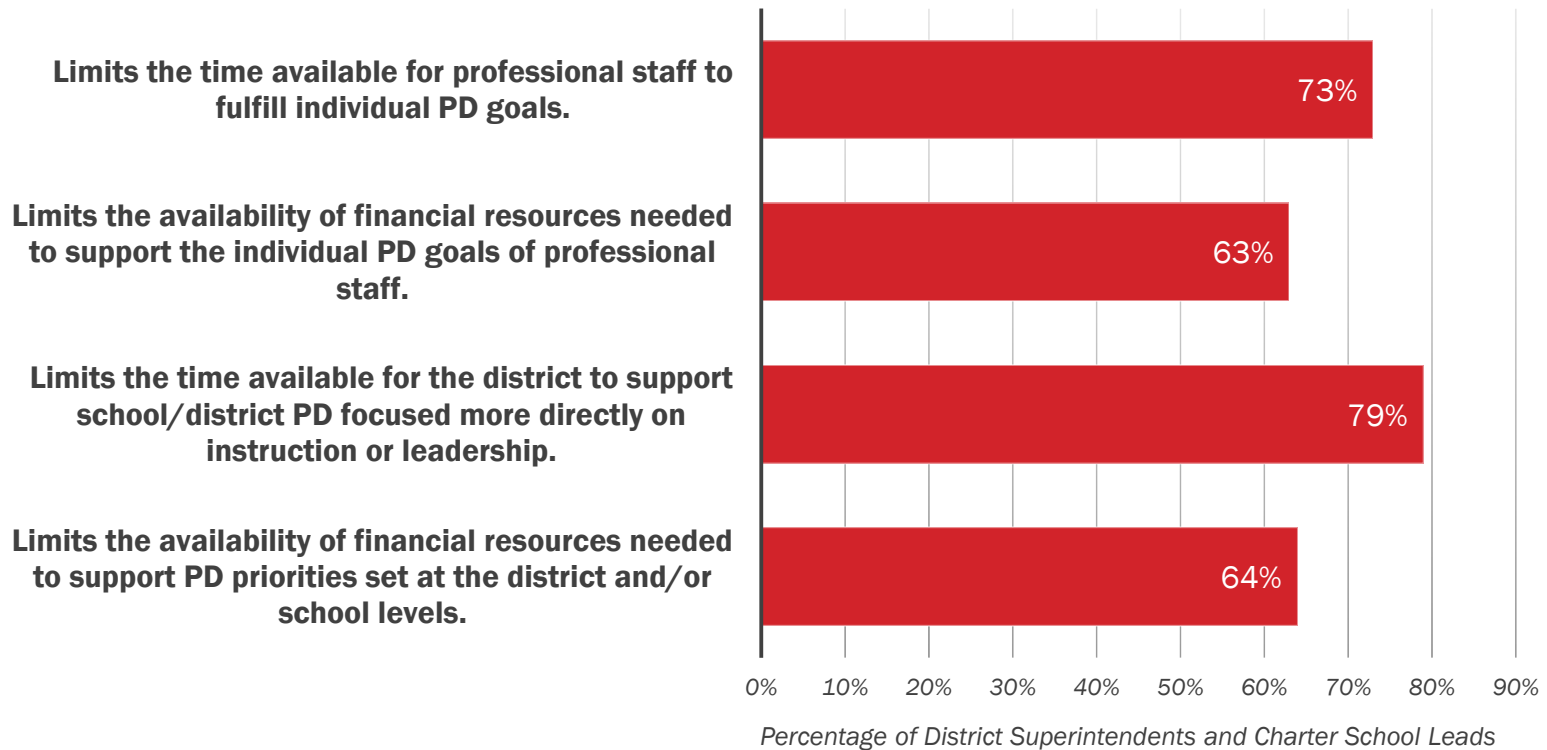 Limits the time available for professional staff to
fulfill individual PD goals.
73%
Limits the availability of financial resources needed
to support the individual PD goals of professional
staff.
63%
Limits the time available for the district to support
school/district PD focused more directly on
instruction or leadership.
79%
Limits the availability of financial resources needed
to support PD priorities set at the district and/or
school levels.
64%
0% 10% 20% 30% 40% 50% 60% 70% 80% 90%
Percentage of District Superintendents and Charter School Leads